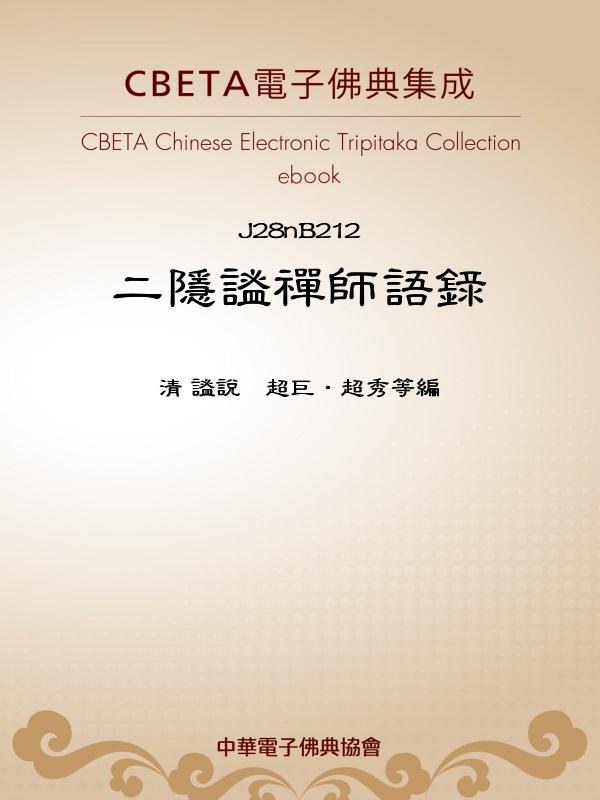 CBETA電子佛典集成
CBETA Chinese Electronic Tripitaka Collection
ebook
J28nB212
二隱謐禪師語錄
清 謐說　超巨．超秀等編
中華電子佛典協會